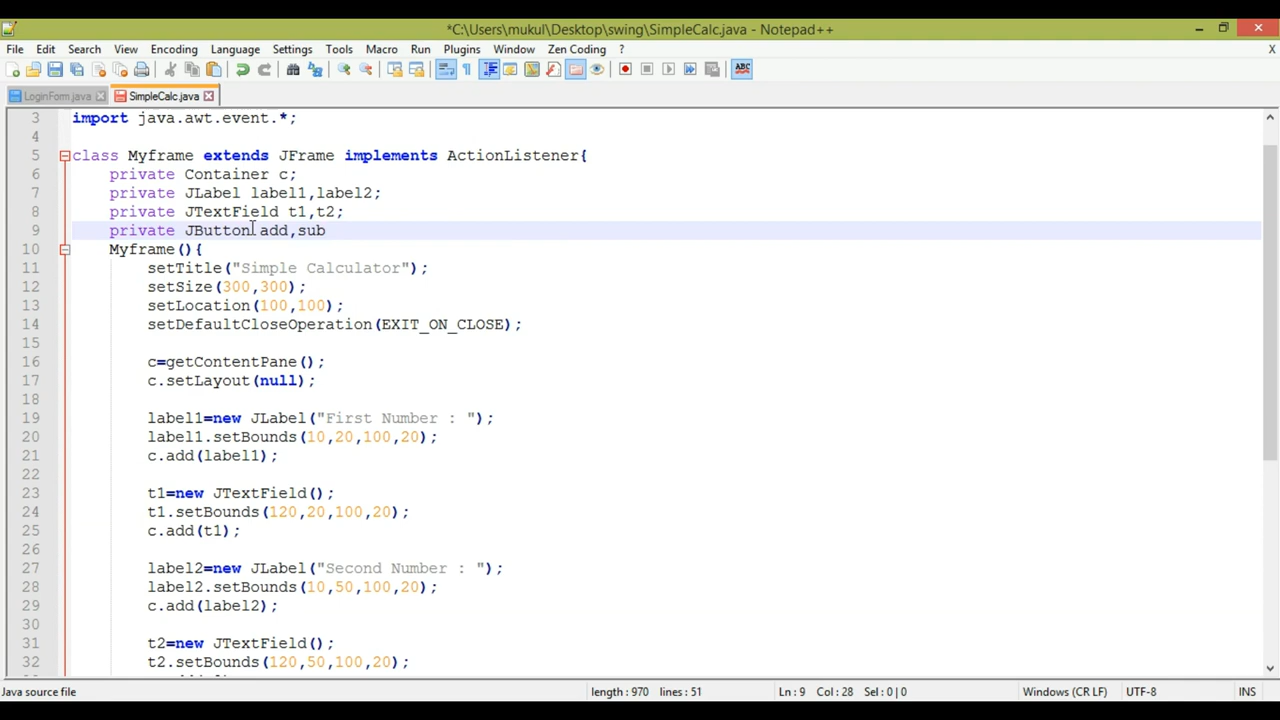 *C:\Users\mukul\Desktop\swing\SimpleCalc.java - Notepad++
File Edit Search View Encoding Language Settings Tools Macro Run Plugins Window Zen Coding ? X
ABC
LoginForm.java SimpleCalc.java
3 import java.awt.event.*;
4
5 class Myframe extends JFrame implements ActionListener{
6 private Container c;
7 private JLabel label1,label2;
8 private JTextField t1,t2;
9 private JButton add,sub
10 Myframe(){
11 setTitle("Simple Calculator");
12 setSize(300,300);
13 setLocation(100,100);
14 setDefaultCloseOperation(EXIT_ON_CLOSE);
15
16 c=getContentPane();
17 c.setLayout(null);
18
19 label1=new JLabel("First Number : ");
20 label1.setBounds(10,20,100,20);
21 c.add(label1);
22
23 t1=new JTextField();
24 t1.setBounds(120,20,100,20);
25 c.add(t1);
26
27 label2=new JLabel("Second Number : ");
28 label2.setBounds(10,50,100,20);
29 c.add(label2);
30
31 t2=new JTextField();
32 t2.setBounds(120,50,100,20);
Java source file length : 970 lines : 51 Ln : 9 Col : 28 Sel : 0 | 0 Windows (CR LF) UTF-8 INS